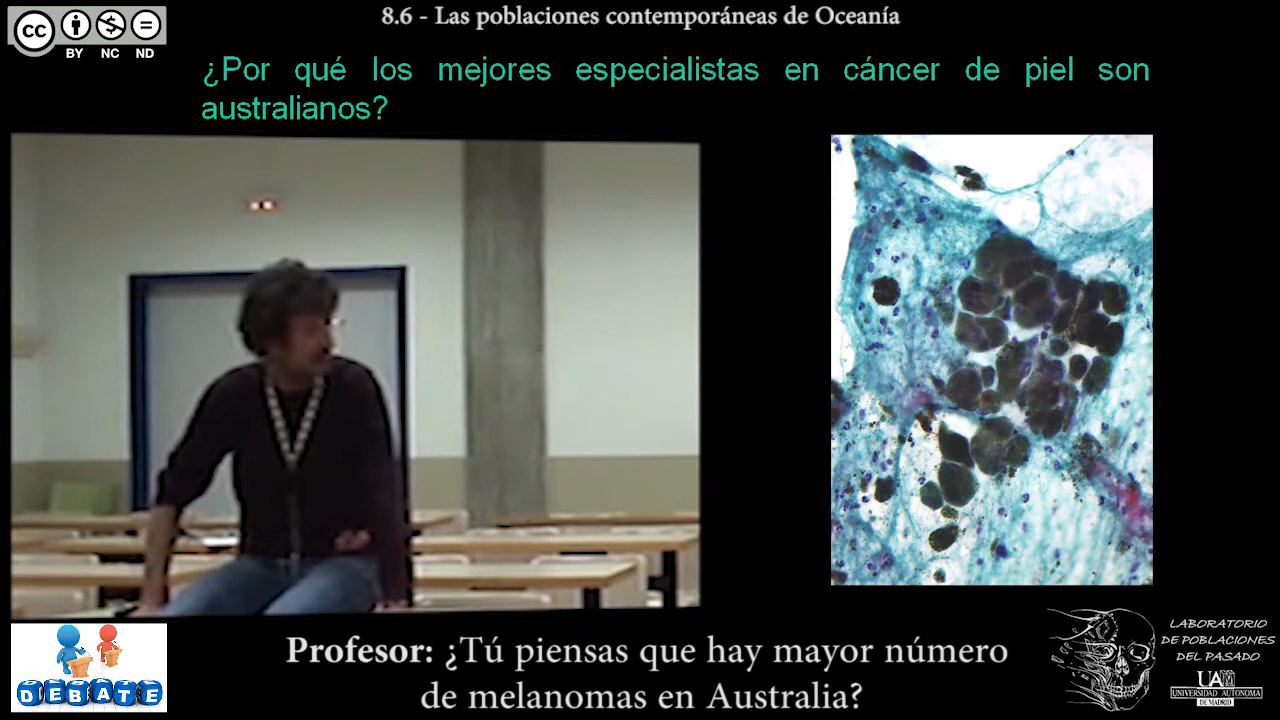 8.6 - Las poblaciones contemporáneas de Oceanía
cc
BY NC ND
¿Por qué los mejores especialistas en cáncer de piel son
australianos?
DEBATE
Profesor: ¿Tú piensas que hay mayor número
de melanomas en Australia?
LABORATORIO
DE POBLACIONES
DEL PASADO
UAM
UNIVERSIDAD AUTONOMA
DE MADRID